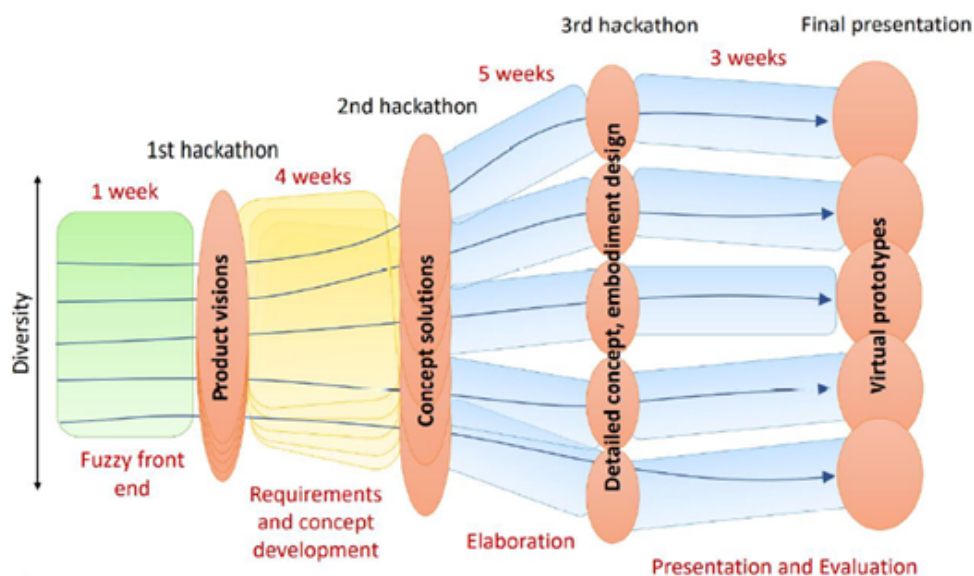 3rd hackathon
Final presentation
5 weeks
3 weeks
2nd hackathon
1st hackathon
1 week
4 weeks
Diversity
Product visions
Concept solutions
Detailed concept, embodiment design
Virtual prototypes
Fuzzy front
end
Requirements
and concept
development
Elaboration
Presentation and Evaluation